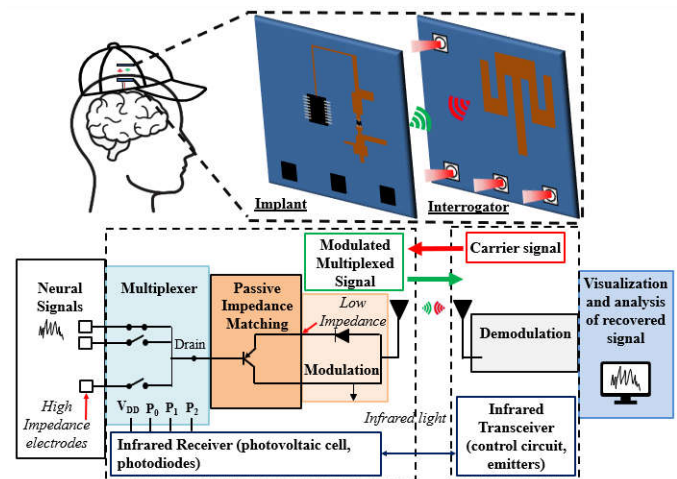 Implant
Interrogator
Modulated
Multiplexed
Signal
Carrier signal
Neural
Signals
Multiplexer
Passive
Impedance
Matching
Low
Impedance
Visualization
and analysis
of recovered
signal
Drain
Modulation
Demodulation
High
Impedance
electrodes
VDD P0 P1 P2
Infrared light
Infrared Receiver (photovoltaic cell,
photodiodes)
Infrared
Transceiver
(control circuit,
emitters)